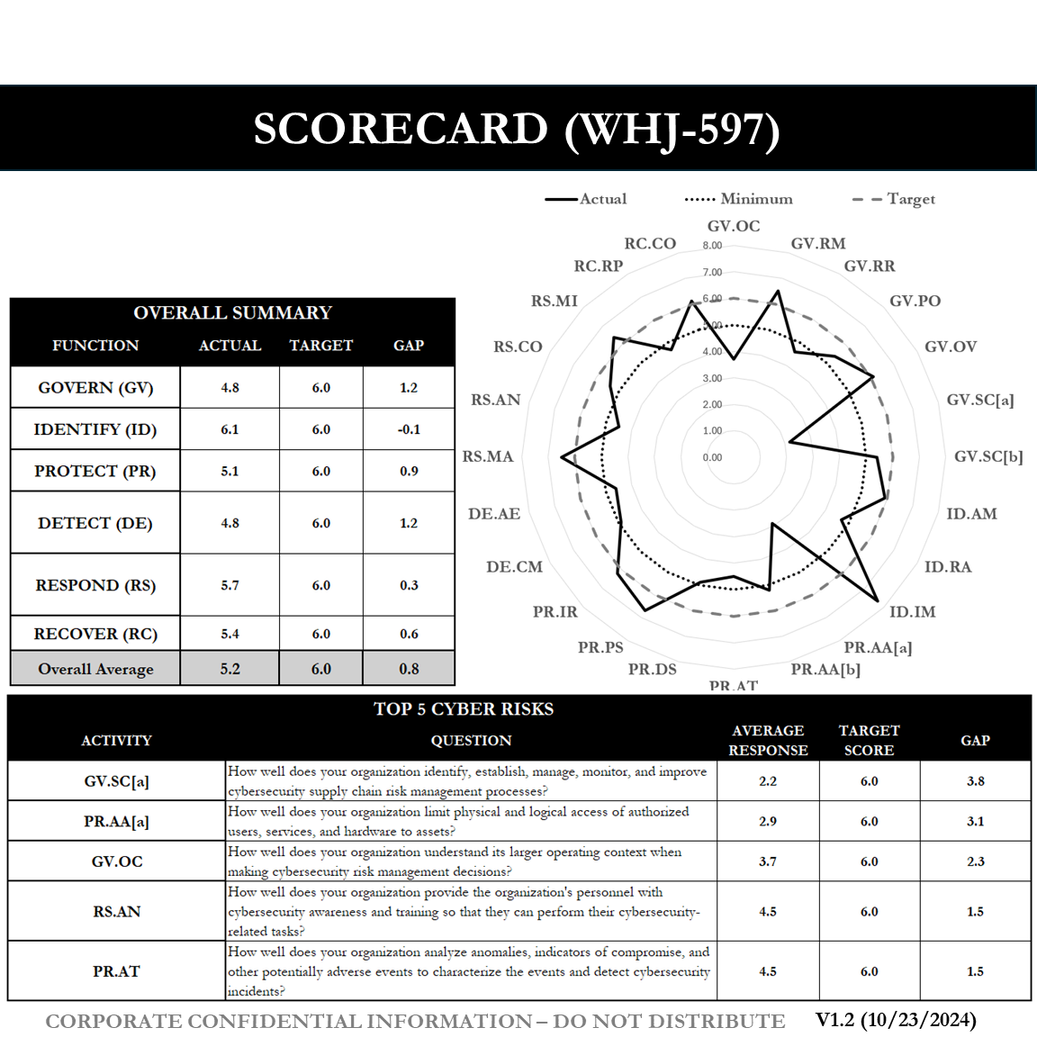 SCORECARD (WHJ-597)
Actual Minimum Target
GV.OC
RC.CO 8.00 GV.RM
RC.RP 7.00 GV.RR
RS.MI 6.00 GV.PO
5.00
RS.CO 4.00 GV.OV
3.00
RS.AN 2.00 GV.SC[a]
1.00
RS.MA 0.00 GV.SC[b]
DE.AE ID.AM
DE.CM ID.RA
PR.IR ID.IM
PR.PS PR.AA[a]
PR.DS PR.AA[b]
PR.AT
OVERALL SUMMARY
FUNCTION ACTUAL TARGET GAP
GOVERN (GV) 4.8 6.0 1.2
IDENTIFY (ID) 6.1 6.0 -0.1
PROTECT (PR) 5.1 6.0 0.9
DETECT (DE) 4.8 6.0 1.2
RESPOND (RS) 5.7 6.0 0.3
RECOVER (RC) 5.4 6.0 0.6
Overall Average 5.2 6.0 0.8
TOP 5 CYBER RISKS
ACTIVITY QUESTION AVERAGE RESPONSE TARGET SCORE GAP
GV.SC[a] How well does your organization identify, establish, manage, monitor, and improve
cybersecurity supply chain risk management processes? 2.2 6.0 3.8
PR.AA[a] How well does your organization limit physical and logical access of authorized
users, services, and hardware to assets? 2.9 6.0 3.1
GV.OC How well does your organization understand its larger operating context when
making cybersecurity risk management decisions? 3.7 6.0 2.3
RS.AN How well does your organization provide the organization's personnel with
cybersecurity awareness and training so that they can perform their cybersecurity-
related tasks? 4.5 6.0 1.5
PR.AT How well does your organization analyze anomalies, indicators of compromise, and
other potentially adverse events to characterize the events and detect cybersecurity
incidents? 4.5 6.0 1.5
CORPORATE CONFIDENTIAL INFORMATION – DO NOT DISTRIBUTE V1.2 (10/23/2024)